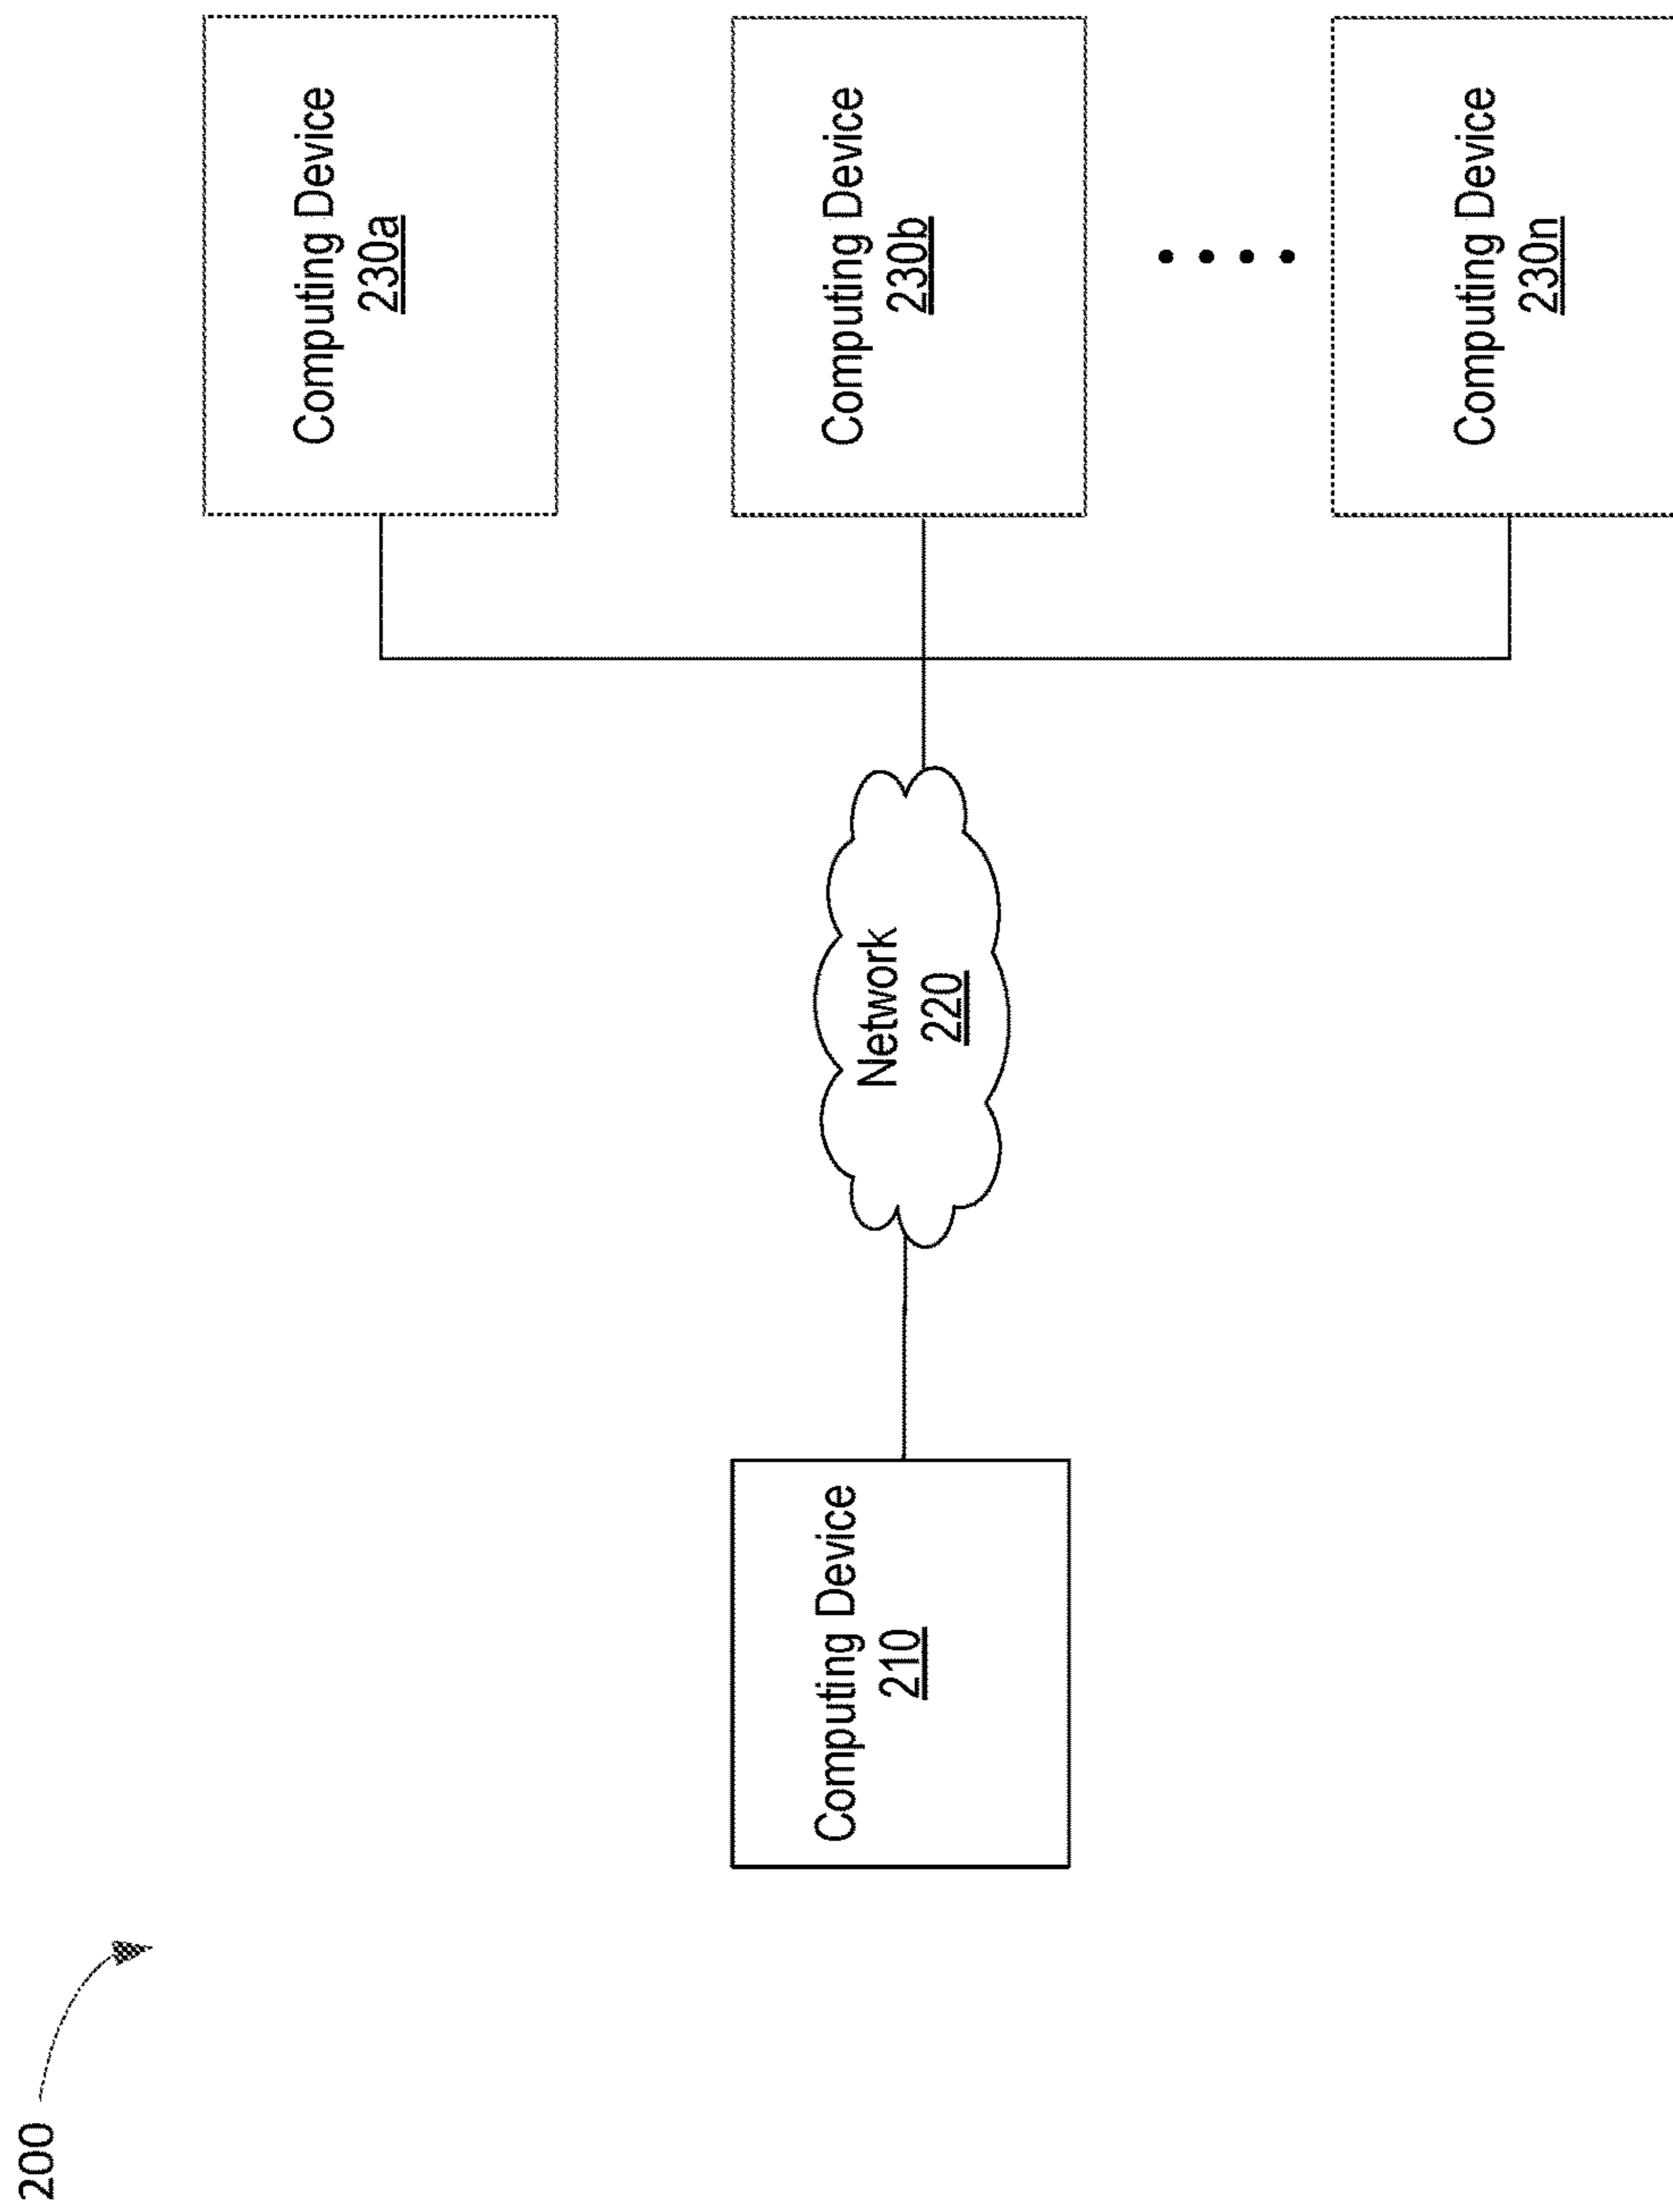 200
Computing Device
210
Network
220
Computing Device
230a
Computing Device
230b
Computing Device
230n